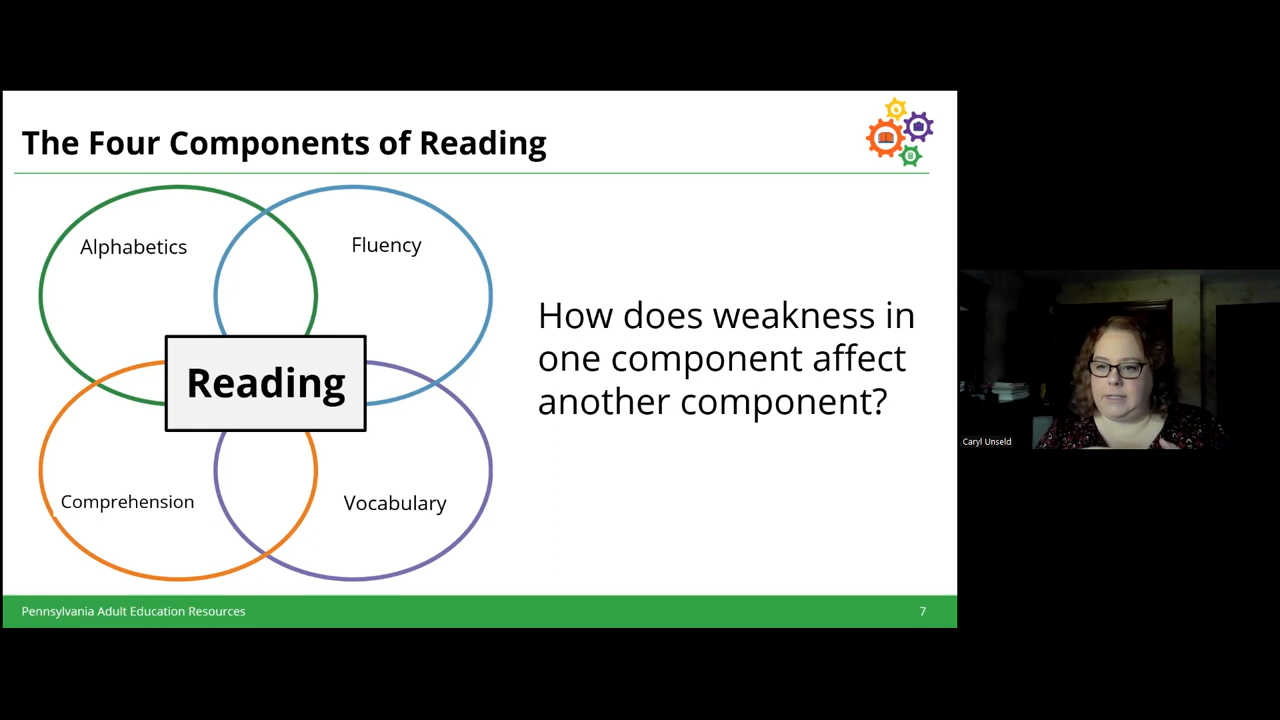 The Four Components of Reading
Alphabetics
Fluency
Reading
Comprehension
Vocabulary
How does weakness in
one component affect
another component?
Caryl Unseld
Pennsylvania Adult Education Resources
7